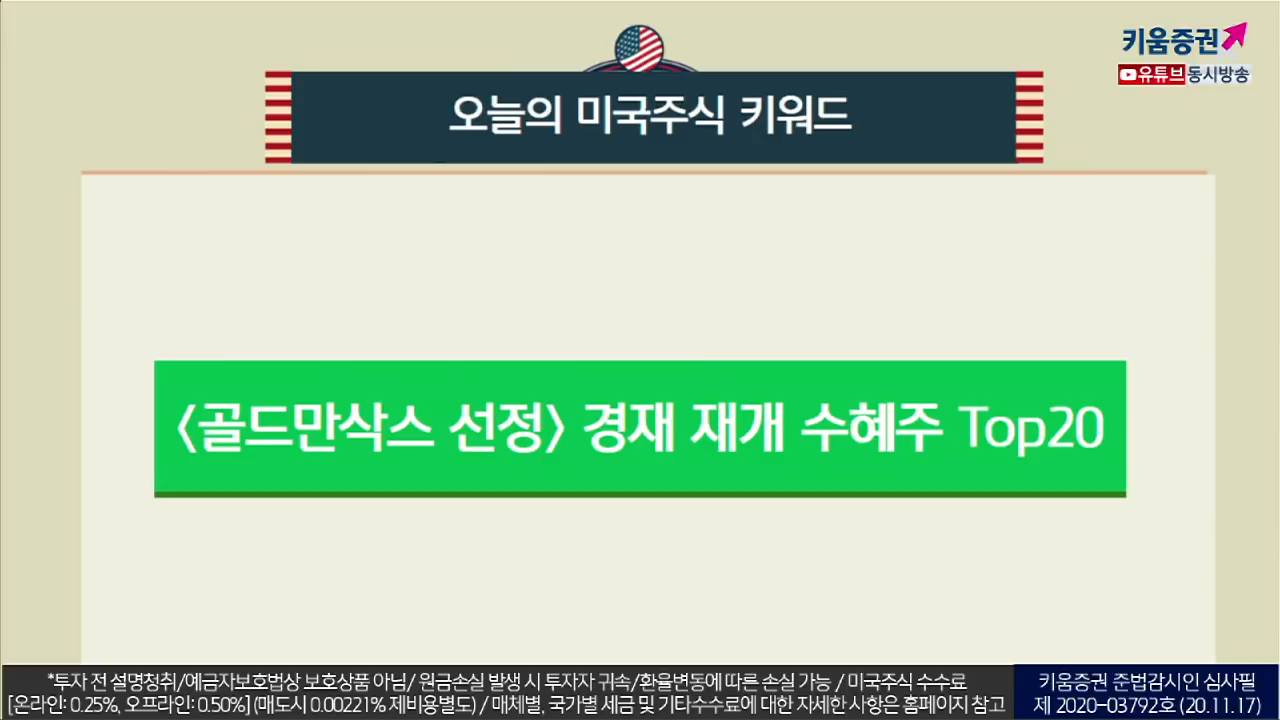 키움증권
유튜브 동시방송
오늘의 미국주식 키워드
<골드만삭스 선정> 경재 재개 수혜주 Top20
*투자 전 설명청취/예금자보호법상 보호상품 아님/ 원금손실 발생 시 투자자 귀속/환율변동에 따른 손실 가능 / 미국주식 수수료
[온라인: 0.25%, 오프라인: 0.50%] (매도시 0.00221% 제비용별도) / 매체별, 국가별 세금 및 기타수수료에 대한 자세한 사항은 홈페이지 참고
키움증권 준법감시인 심사필
제 2020-03792호 (20.11.17)